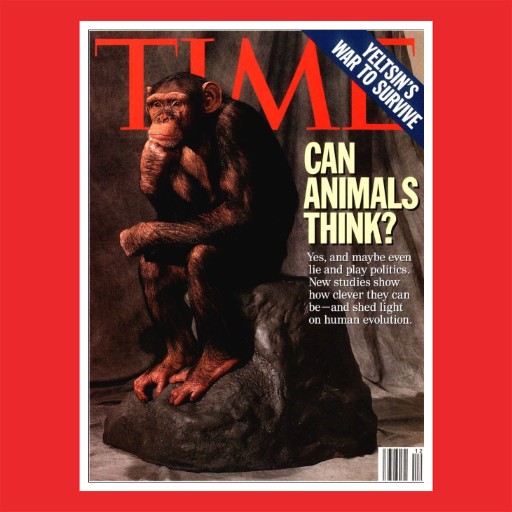 TIME
YELTSIN'S
WAR TO SURVIVE
CAN
ANIMALS
THINK?
Yes, and maybe even
lie and play politics.
New studies show
how clever they can
be—and shed light
on human evolution.
12